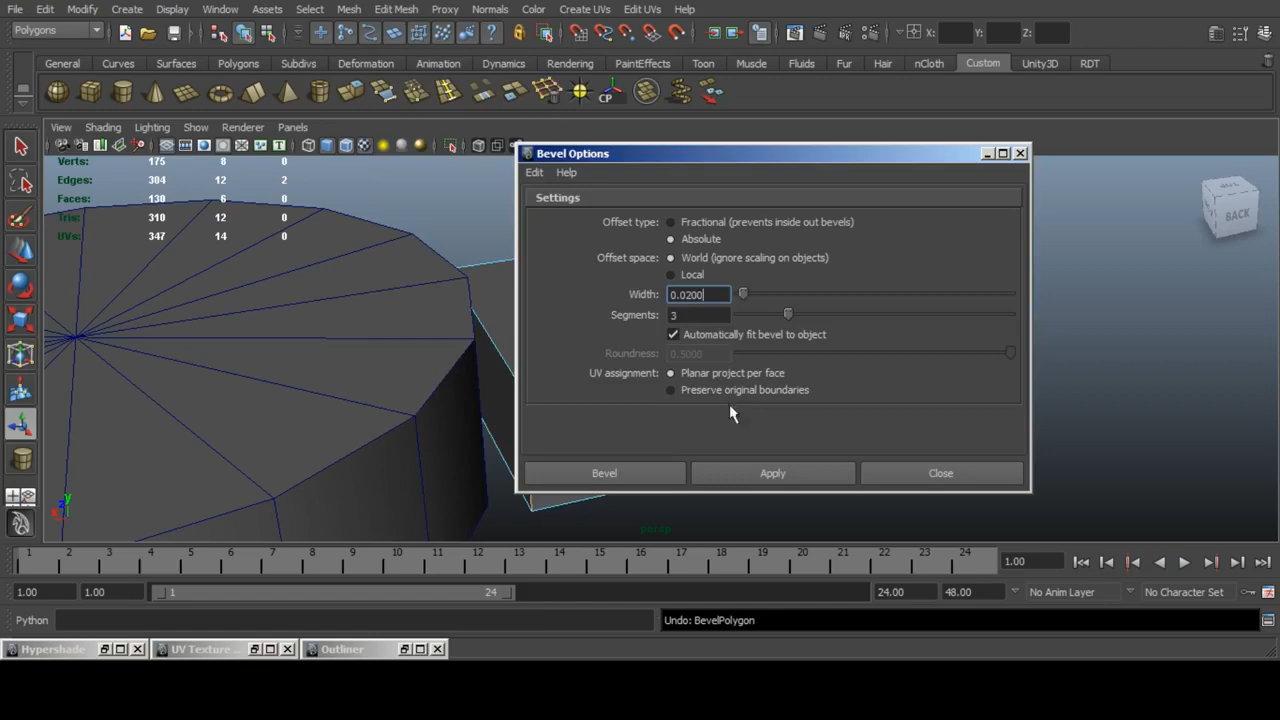 File Edit Modify Create Display Window Assets Select Mesh Edit Mesh Proxy Normals Color Create UVs Edit UVs Help
Polygons X: Y: Z:
General Curves Surfaces Polygons Subdivs Deformation Animation Dynamics Rendering PaintEffects Toon Muscle Fluids Fur Hair nCloth Custom Unity3D RDT
CP
View Shading Lighting Show Renderer Panels
Verts: 175 8 0
Edges: 304 12 2
Faces: 130 6 0
Tris: 310 12 0
UVs: 347 14 0
BACK
Bevel Options
Edit Help
Settings
Offset type: Fractional (prevents inside out bevels)
Absolute
Offset space: World (ignore scaling on objects)
Local
Width: 0.0200
Segments: 3
Automatically fit bevel to object
Roundness: 0.5000
UV assignment: Planar project per face
Preserve original boundaries
Bevel Apply Close
y
z
x
persp
1 2 3 4 5 6 7 8 9 10 11 12 13 14 15 16 17 18 19 20 21 22 23 24 1.00
1.00 1.00 1 24 24.00 48.00 No Anim Layer No Character Set
Python Undo: BevelPolygon
Hypershade UV Texture ... Outliner